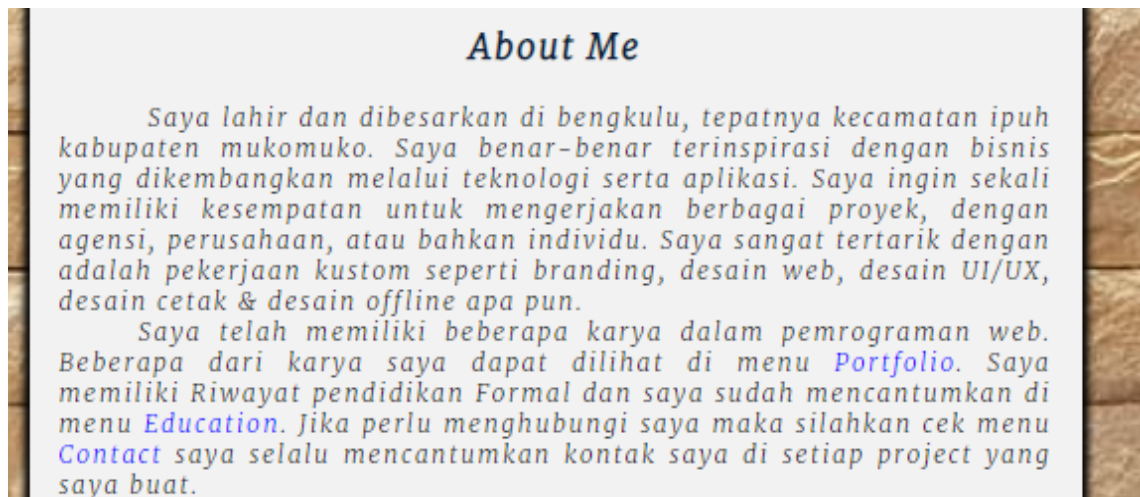 About Me
Saya lahir dan dibesarkan di bengkulu, tepatnya kecamatan ipuh
kabupaten mukomuko. Saya benar-benar terinspirasi dengan bisnis
yang dikembangkan melalui teknologi serta aplikasi. Saya ingin sekali
memiliki kesempatan untuk mengerjakan berbagai proyek, dengan
agensi, perusahaan, atau bahkan individu. Saya sangat tertarik dengan
adalah pekerjaan kustom seperti branding, desain web, desain UI/UX,
desain cetak & desain offline apa pun.
Saya telah memiliki beberapa karya dalam pemrograman web.
Beberapa dari karya saya dapat dilihat di menu Portfolio. Saya
memiliki Riwayat pendidikan Formal dan saya sudah mencantumkan di
menu Education. Jika perlu menghubungi saya maka silahkan cek menu
Contact saya selalu mencantumkan kontak saya di setiap project yang
saya buat.